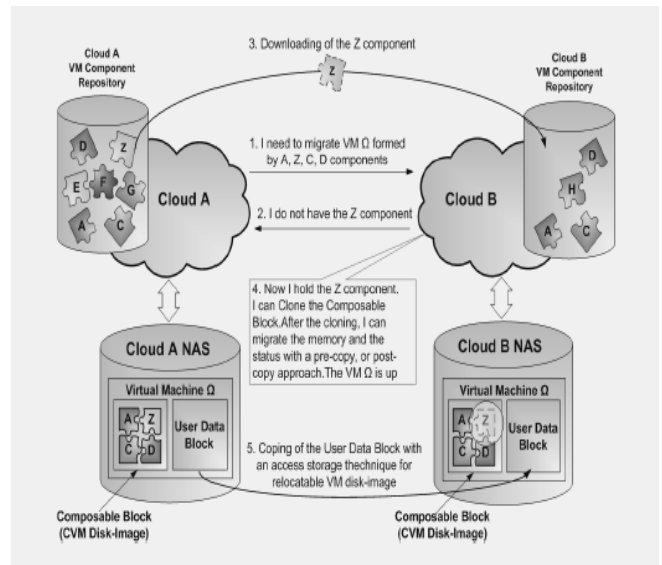 3. Downloading of the Z component
Cloud A
VM Component
Repository
Cloud B
VM Component
Repository
Z
D
Z
E
F
G
A
C
D
H
A
C
1. I need to migrate VM Ω formed
by A, Z, C, D components
Cloud A
Cloud B
2. I do not have the Z component
4. Now I hold the Z component.
I can Clone the Composable
Block.After the cloning, I can
migrate the memory and the
status with a pre-copy, or post-
copy approach.The VM Ω is up
Cloud A NAS
Virtual Machine Ω
A
Z
C
D
User Data
Block
Cloud B NAS
Virtual Machine Ω
A
Z
C
D
User Data
Block
5. Coping of the User Data Block with
an access storage thechnique for
relocatable VM disk-image
Composable Block
(CVM Disk-Image)
Composable Block
(CVM Disk-Image)